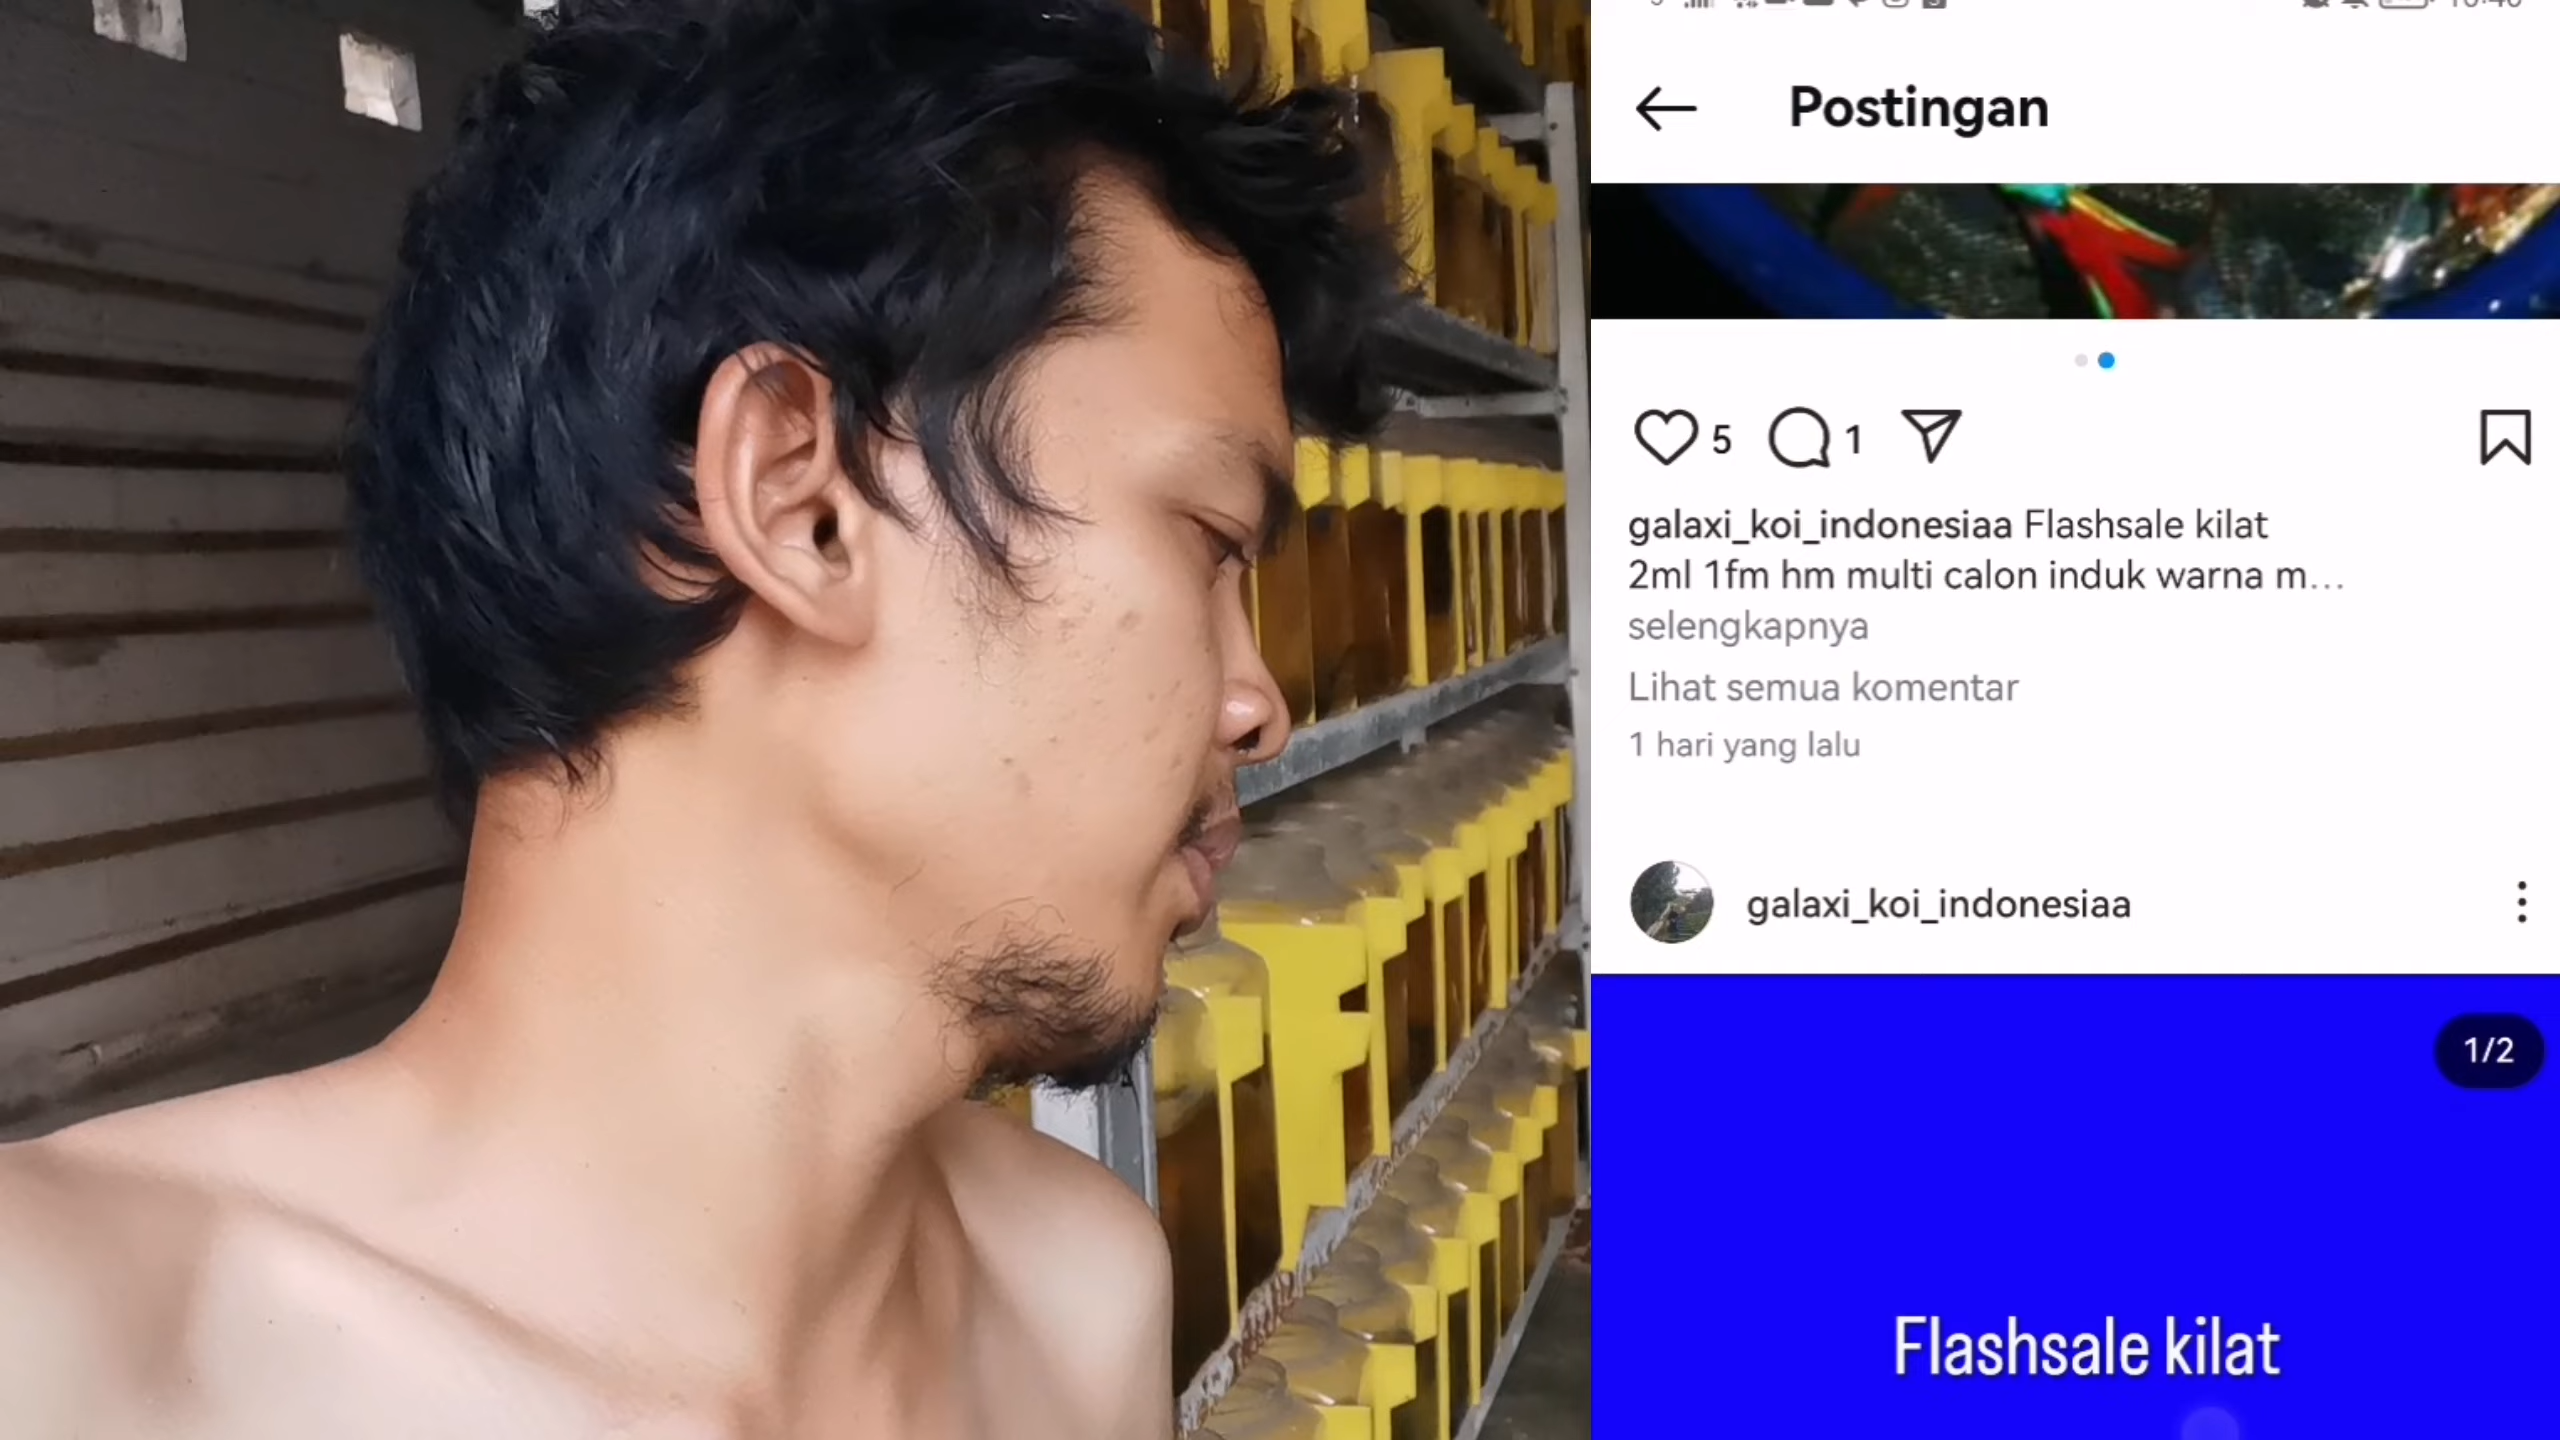 Postingan
5 1
galaxi_koi_indonesiaa Flashsale kilat
2ml 1fm hm multi calon induk warna m...
selengkapnya
Lihat semua komentar
1 hari yang lalu
galaxi_koi_indonesiaa
1/2
Flashsale kilat